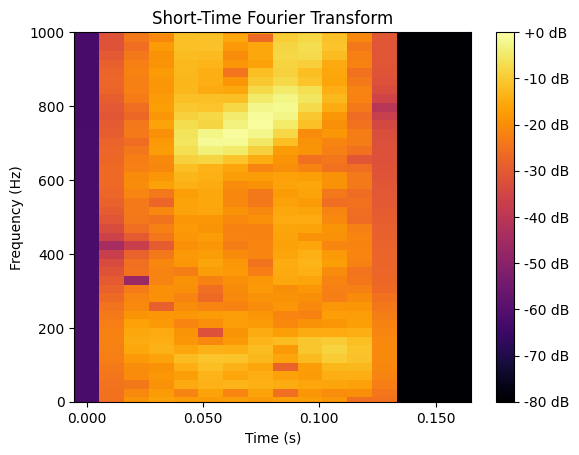 Short-Time Fourier Transform
1000
800
600
400
200
0
Frequency (Hz)
0.000
0.050
0.100
0.150
Time (s)
+0 dB
-10 dB
-20 dB
-30 dB
-40 dB
-50 dB
-60 dB
-70 dB
-80 dB